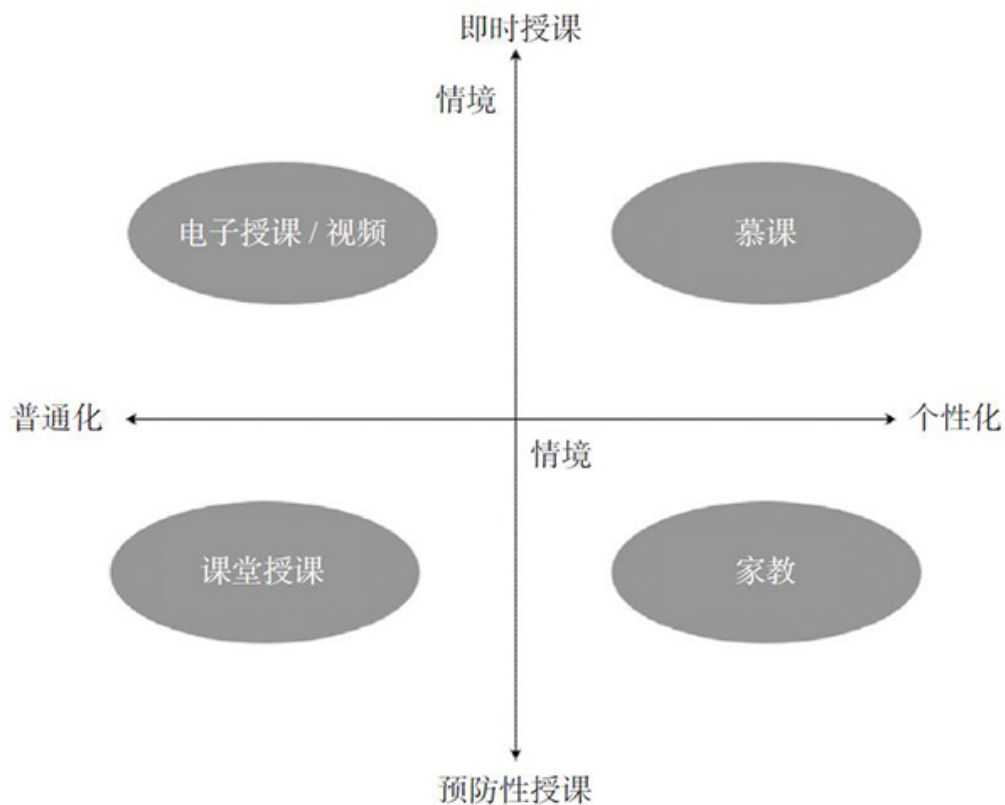 即时授课
情境
电子授课 / 视频
慕课
普通化
个性化
情境
课堂授课
家教
预防性授课